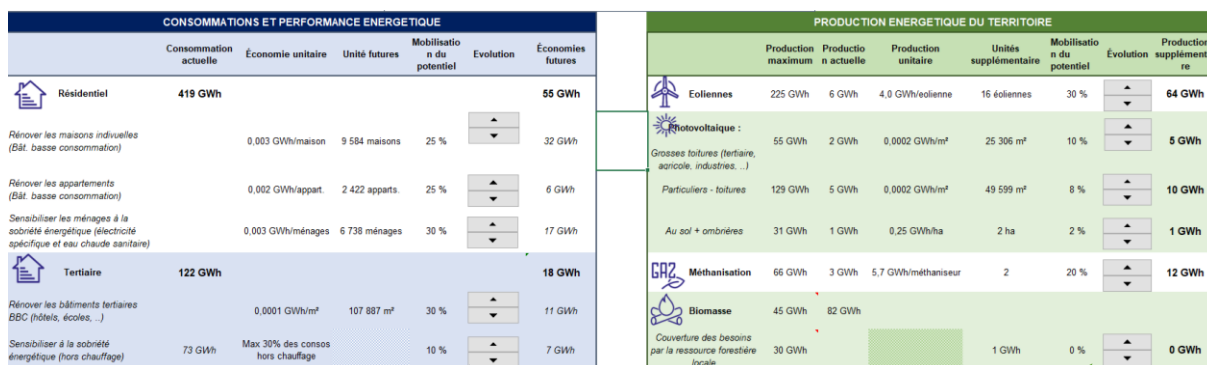 CONSOMMATIONS ET PERFORMANCE ENERGETIQUE
Consommation actuelle Économie unitaire Unité futures Mobilisatio n du potentiel Evolution Économies futures
Résidentiel 419 GWh 55 GWh
Rénover les maisons indivuelles (Bât. basse consommation) 0,003 GWh/maison 9 584 maisons 25 % 32 GWh
Rénover les appartements (Bât. basse consommation) 0,002 GWh/appart. 2 422 apparts. 25 % 6 GWh
Sensibiliser les ménages à la sobriété énergétique (électricité spécifique et eau chaude sanitaire) 0,003 GWh/ménages 6 738 ménages 30 % 17 GWh
Tertiaire 122 GWh 18 GWh
Rénover les bâtiments tertiaires BBC (hôtels, écoles, ..) 0,0001 GWh/m² 107 887 m² 30 % 11 GWh
Sensibiliser à la sobriété énergétique (hors chauffage) 73 GWh Max 30% des consos hors chauffage 10 % 7 GWh
PRODUCTION ENERGETIQUE DU TERRITOIRE
Production maximum Productio n actuelle Production unitaire Unités supplémentaire Mobilisatio n du potentiel Évolution Production supplémenta re
Eoliennes 225 GWh 6 GWh 4,0 GWh/eolienne 16 éoliennes 30 % 64 GWh
Photovoltaique :
Grosses toitures (tertiaire, agricole, industries, ..) 55 GWh 2 GWh 0,0002 GWh/m² 25 306 m² 10 % 5 GWh
Particuliers - toitures 129 GWh 5 GWh 0,0002 GWh/m² 49 599 m² 8 % 10 GWh
Au sol + ombrières 31 GWh 1 GWh 0,25 GWh/ha 2 ha 2 % 1 GWh
GAZ Méthanisation 66 GWh 3 GWh 5,7 GWh/méthaniseur 2 20 % 12 GWh
Biomasse 45 GWh 82 GWh
Couverture des besoins par la ressource forestière locale 30 GWh 1 GWh 0 % 0 GWh